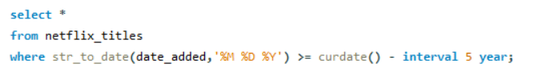 select *
from netflix_titles
where str_to_date(date_added,'%M %D %Y') >= curdate() - interval 5 year;